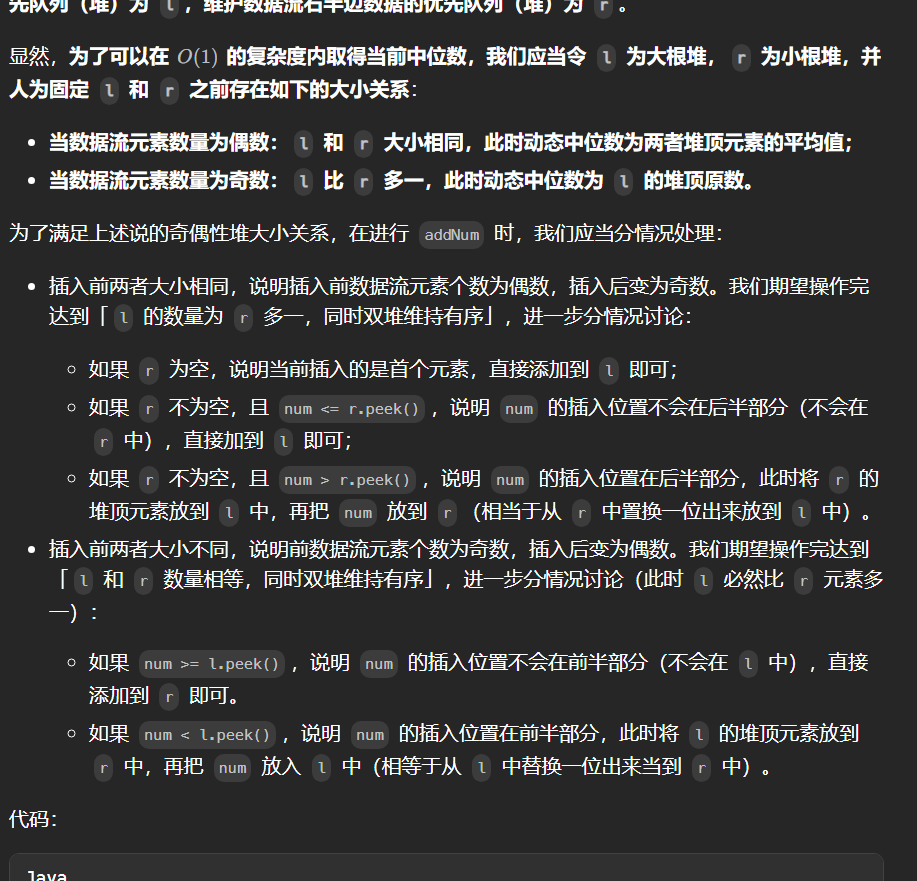 先队列（堆）为 l ，维护数据流右半边数据的优先队列（堆）为 r 。
显然，为了可以在 O(1) 的复杂度内取得当前中位数，我们应当令 l 为大根堆， r 为小根堆，并
人为固定 l 和 r 之前存在如下的大小关系：
• 当数据流元素数量为偶数： l 和 r 大小相同，此时动态中位数为两者堆顶元素的平均值；
• 当数据流元素数量为奇数： l 比 r 多一，此时动态中位数为 l 的堆顶原数。
为了满足上述说的奇偶性堆大小关系，在进行 addNum 时，我们应当分情况处理：
• 插入前两者大小相同，说明插入前数据流元素个数为偶数，插入后变为奇数。我们期望操作完
达到「 l 的数量为 r 多一，同时双堆维持有序」，进一步分情况讨论：
◦ 如果 r 为空，说明当前插入的是首个元素，直接添加到 l 即可；
◦ 如果 r 不为空，且 num <= r.peek() ，说明 num 的插入位置不会在后半部分（不会在
r 中），直接加到 l 即可；
◦ 如果 r 不为空，且 num > r.peek() ，说明 num 的插入位置在后半部分，此时将 r 的
堆顶元素放到 l 中，再把 num 放到 r （相当于从 r 中置换一位出来放到 l 中）。
• 插入前两者大小不同，说明前数据流元素个数为奇数，插入后变为偶数。我们期望操作完达到
「 l 和 r 数量相等，同时双堆维持有序」，进一步分情况讨论（此时 l 必然比 r 元素多
一）：
◦ 如果 num >= l.peek() ，说明 num 的插入位置不会在前半部分（不会在 l 中），直接
添加到 r 即可。
◦ 如果 num < l.peek() ，说明 num 的插入位置在前半部分，此时将 l 的堆顶元素放到
r 中，再把 num 放入 l 中（相等于从 l 中替换一位出来当到 r 中）。
代码：
Java